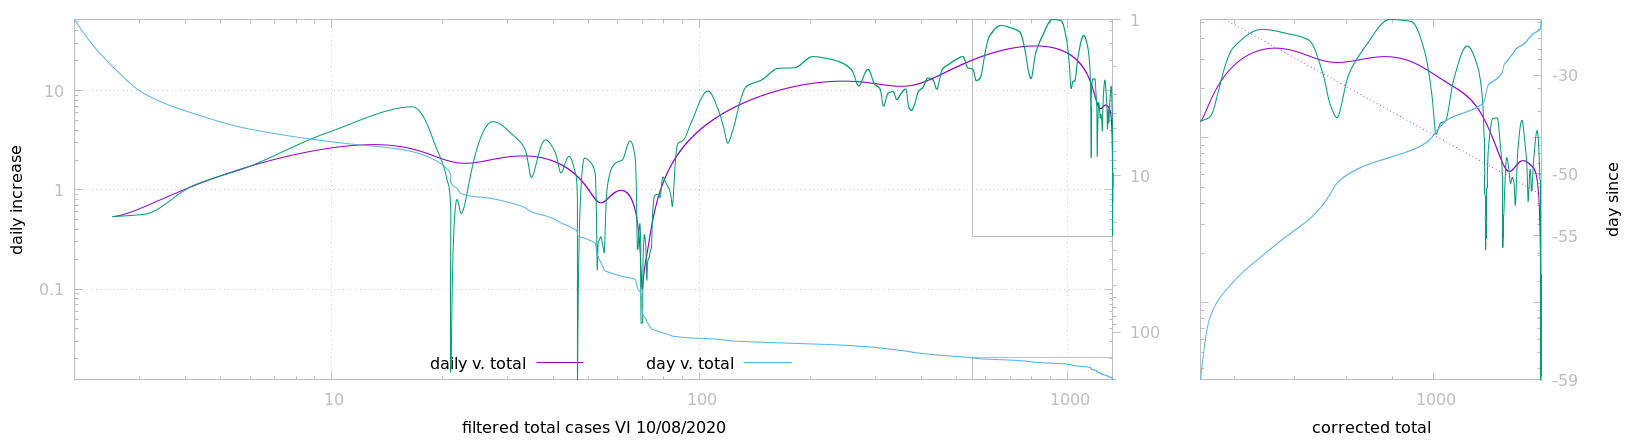 daily increase
10
1
0.1
daily v. total
day v. total
10
100
1000
filtered total cases VI 10/08/2020
1
10
100
day since
-30
-50
-55
-59
1000
corrected total